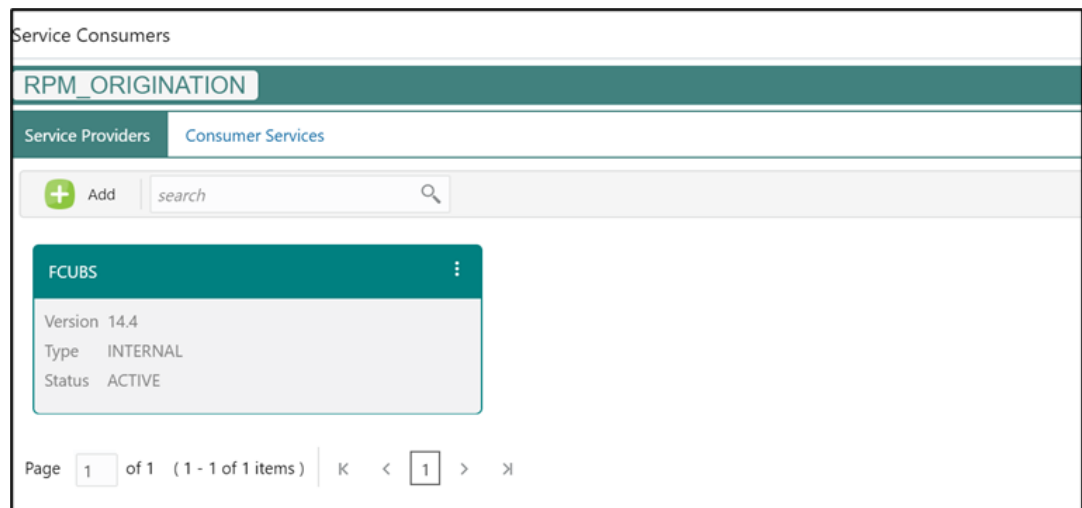 Service Consumers
RPM_ORIGINATION
Service Providers Consumer Services
Add search
FCUBS
Version 14.4
Type INTERNAL
Status ACTIVE
Page 1 of 1 (1 - 1 of 1 items) K < 1 > >|